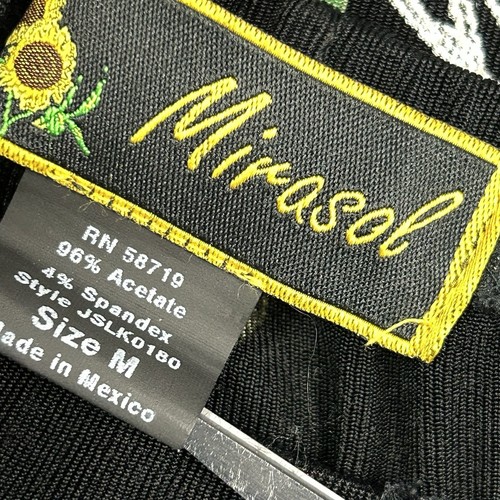 Mirasol
RN 58719
96% Acetate
4% Spandex
Style JSLK0180
Size M
ade in Mexico